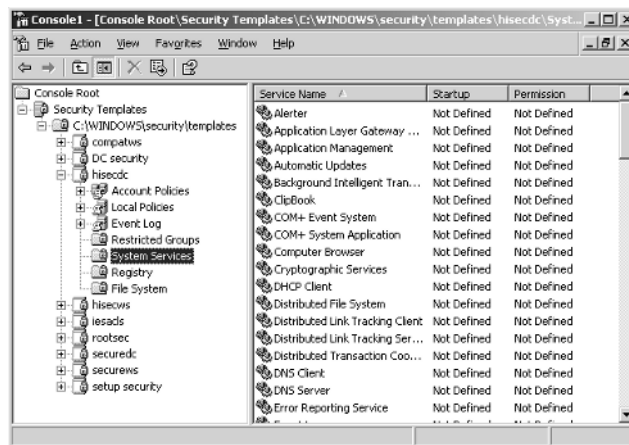 Console1 - [Console Root\Security Templates\C:\WINDOWS\security\templates\hisecdc\Syst...
File Action View Favorites Window Help
Console Root
Security Templates
C:\WINDOWS\security\templates
compatws
DC security
hisecdc
Account Policies
Local Policies
Event Log
Restricted Groups
System Services
Registry
File System
hisecws
iesacls
rootsec
securedc
securews
setup security
Service Name Startup Permission
Alerter Not Defined Not Defined
Application Layer Gateway ... Not Defined Not Defined
Application Management Not Defined Not Defined
Automatic Updates Not Defined Not Defined
Background Intelligent Tran... Not Defined Not Defined
ClipBook Not Defined Not Defined
COM+ Event System Not Defined Not Defined
COM+ System Application Not Defined Not Defined
Computer Browser Not Defined Not Defined
Cryptographic Services Not Defined Not Defined
DHCP Client Not Defined Not Defined
Distributed File System Not Defined Not Defined
Distributed Link Tracking Client Not Defined Not Defined
Distributed Link Tracking Ser... Not Defined Not Defined
Distributed Transaction Coo... Not Defined Not Defined
DNS Client Not Defined Not Defined
DNS Server Not Defined Not Defined
Error Reporting Service Not Defined Not Defined